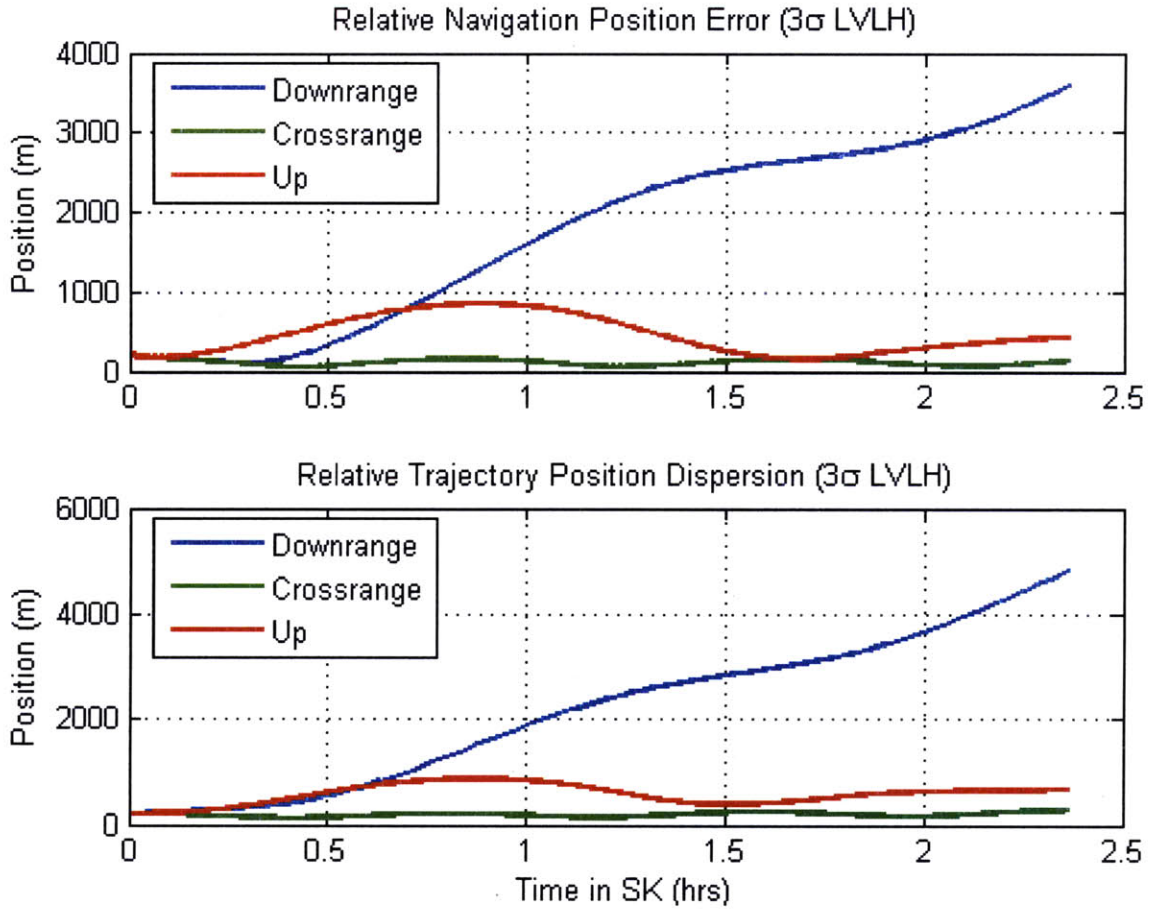 Relative Navigation Position Error (3σ LVLH)
4000
3000
2000
1000
0
Position (m)
Downrange
Crossrange
Up
0
0.5
1
1.5
2
2.5
Relative Trajectory Position Dispersion (3σ LVLH)
6000
4000
2000
0
Position (m)
Downrange
Crossrange
Up
0
0.5
1
1.5
2
2.5
Time in SK (hrs)